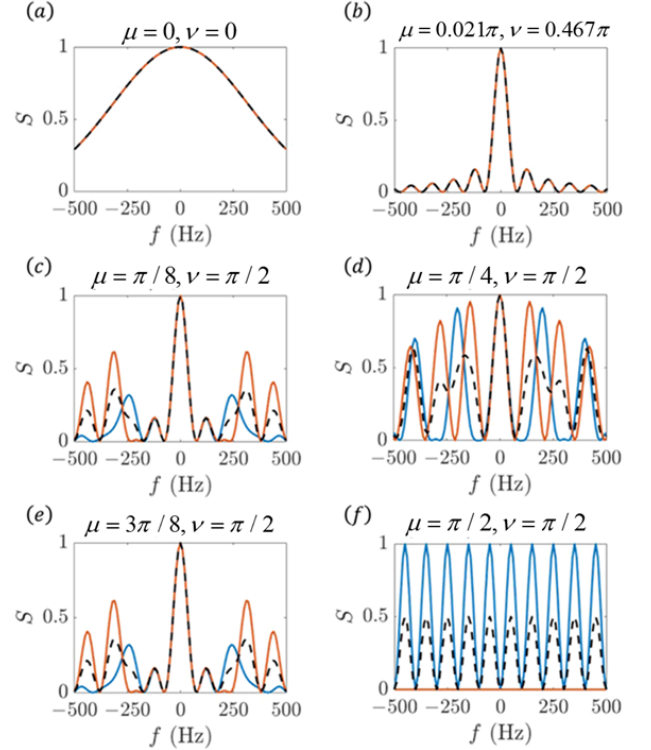 (a)
μ = 0, ν = 0
1
S
0.5
0
−500 −250 0 250 500
f (Hz)
(b)
μ = 0.021π, ν = 0.467π
1
S
0.5
0
−500 −250 0 250 500
f (Hz)
(c)
μ = π / 8, ν = π / 2
1
S
0.5
0
−500 −250 0 250 500
f (Hz)
(d)
μ = π / 4, ν = π / 2
1
S
0.5
0
−500 −250 0 250 500
f (Hz)
(e)
μ = 3π / 8, ν = π / 2
1
S
0.5
0
−500 −250 0 250 500
f (Hz)
(f)
μ = π / 2, ν = π / 2
1
S
0.5
0
−500 −250 0 250 500
f (Hz)